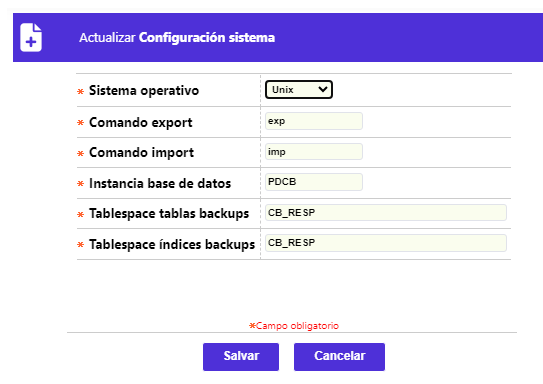 Actualizar Configuración sistema
* Sistema operativo Unix
* Comando export exp
* Comando import imp
* Instancia base de datos PDCB
* Tablespace tablas backups CB_RESP
* Tablespace índices backups CB_RESP
*Campo obligatorio
Salvar Cancelar